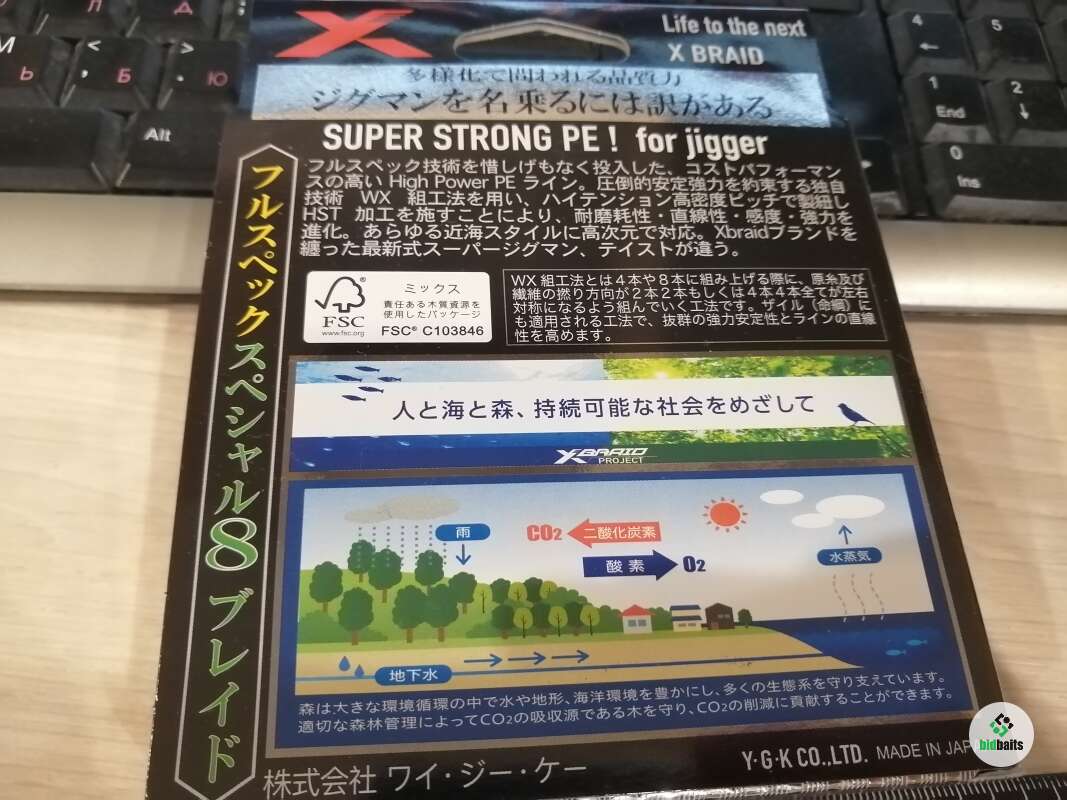 Life to the next
X BRAID
多様化で問われる品質力
ジグマンを名乗るには訳がある
SUPER STRONG PE! for jigger
フルスペック技術を惜しげもなく投入した、コストパフォーマン
スの高い High Power PE ライン。圧倒的安定強力を約束する独自
技術 WX 組工法を用い、ハイテンション高密度ピッチで製紐し
HST 加工を施すことにより、耐磨耗性・直線性・感度・強力を
進化。あらゆる近海スタイルに高次元で対応。Xbraidブランドを
纏った最新式スーパージグマン、テイストが違う。
フルスペックスペシャル8 ブレイド
FSC®
www.fsc.org
ミックス
責任ある木質資源を
使用したパッケージ
FSC® C103846
WX 組工法とは4本や8本に組み上げる際に、原糸及び
繊維の撚り方向が2本2本もしくは4本4本全てが左右
対称になるよう組んでいく工法です。ザイル(命綱)に
も適用される工法で、抜群の強力安定性とラインの直線
性を高めます。
人と海と森、持続可能な社会をめざして
X-BRAID
PROJECT
雨
CO2
二酸化炭素
酸素
O2
水蒸気
地下水
森は大きな環境循環の中で水や地形、海洋環境を豊かにし、多くの生態系を守り支えています。
適切な森林管理によってCO2の吸収源である木を守り、CO2の削減に貢献することができます。
株式会社 ワイ・ジー・ケー
Y·G·K CO.,LTD. MADE IN JAPA
bidbaits
Alt
М
Ь
<
,
Б
>
.
Ю
Л
Д
4
←
5
1
End
2
↓
0
Ins